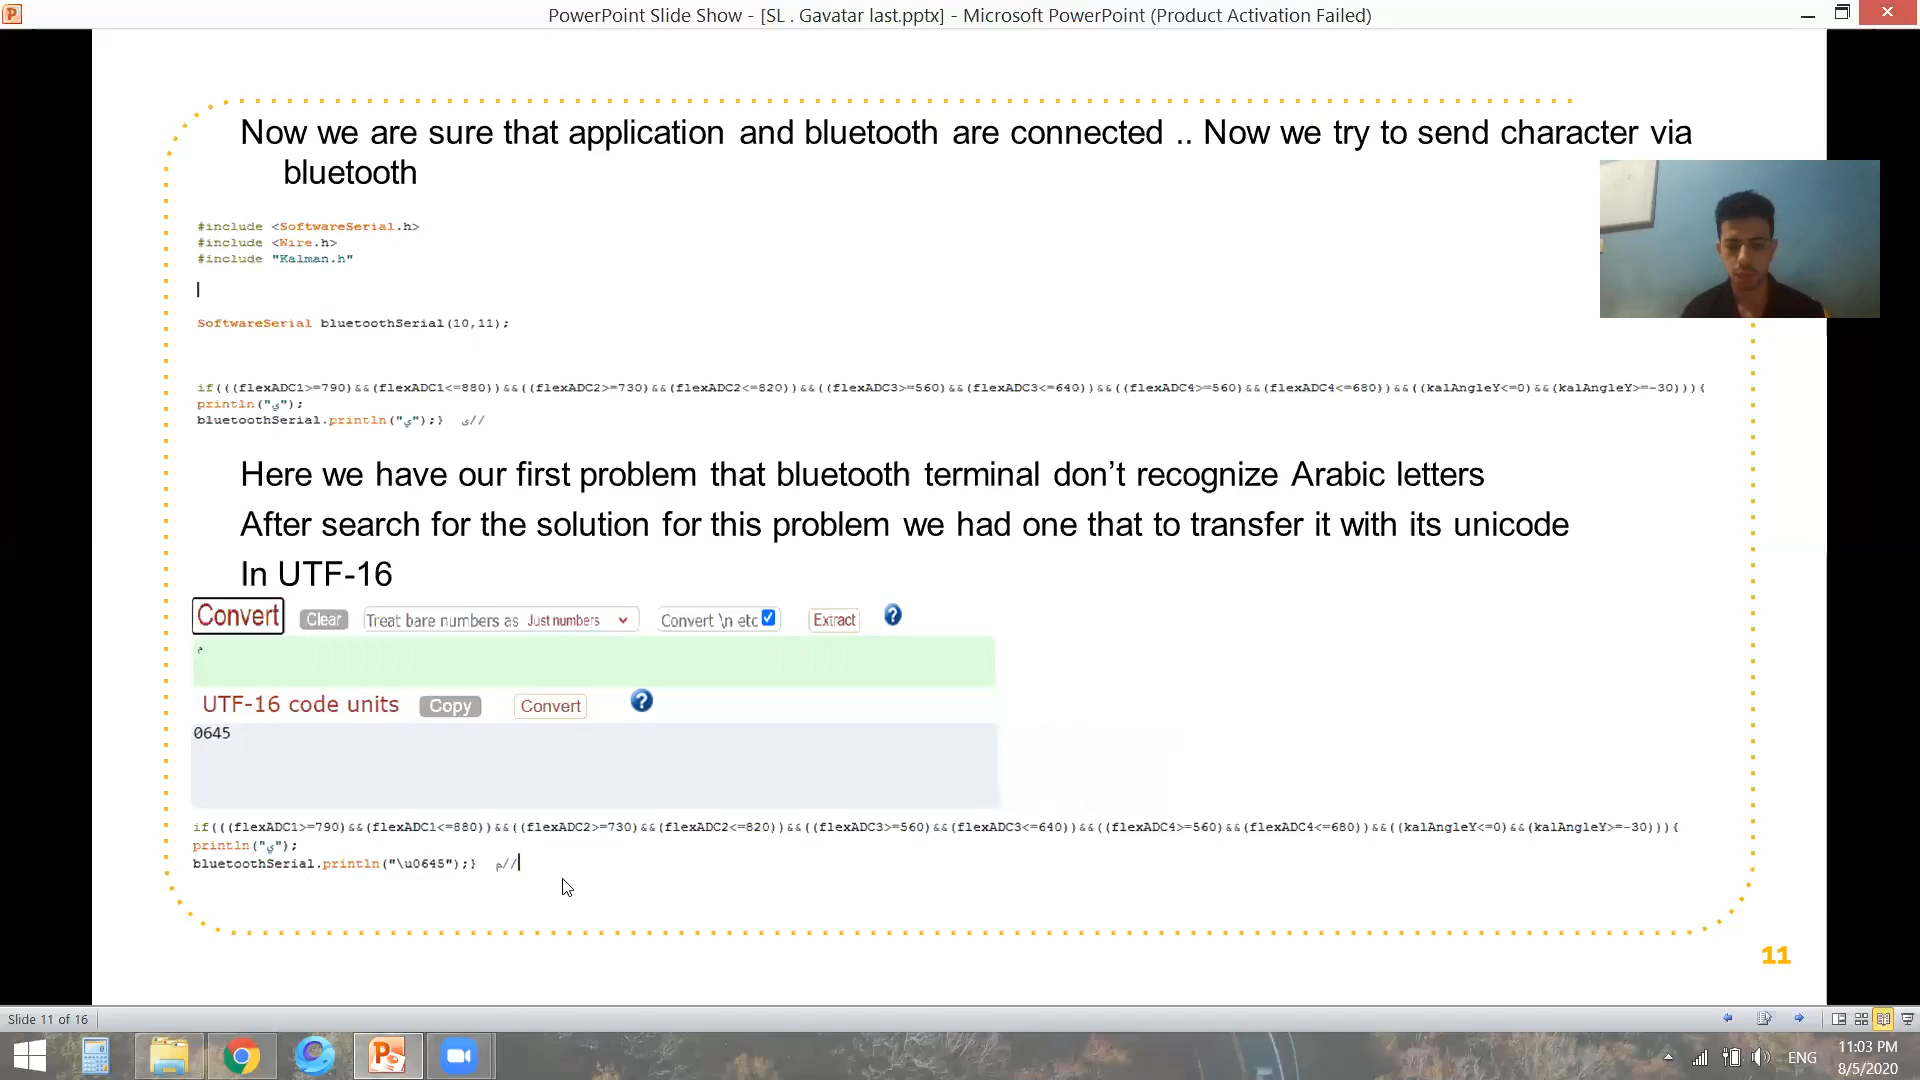 PowerPoint Slide Show - [SL . Gavatar last.pptx] - Microsoft PowerPoint (Product Activation Failed)
Now we are sure that application and bluetooth are connected .. Now we try to send character via
bluetooth
#include <SoftwareSerial.h>
#include <Wire.h>
#include "Kalman.h"
SoftwareSerial bluetoothSerial(10,11);
if(((flexADC1>=790)&&(flexADC1<=880))&&((flexADC2>=730)&&(flexADC2<=820))&&((flexADC3>=560)&&(flexADC3<=640))&&((flexADC4>=560)&&(flexADC4<=680))&&((kalAngleY<=0)&&(kalAngleY>=-30))){
println("ي");
bluetoothSerial.println("ي");} ى//
Here we have our first problem that bluetooth terminal don’t recognize Arabic letters
After search for the solution for this problem we had one that to transfer it with its unicode
In UTF-16
Convert Clear Treat bare numbers as Just numbers Convert \n etc Extract ?
م
UTF-16 code units Copy Convert ?
0645
if(((flexADC1>=790)&&(flexADC1<=880))&&((flexADC2>=730)&&(flexADC2<=820))&&((flexADC3>=560)&&(flexADC3<=640))&&((flexADC4>=560)&&(flexADC4<=680))&&((kalAngleY<=0)&&(kalAngleY>=-30))){
println("ي");
bluetoothSerial.println("\u0645");} م//
11
Slide 11 of 16
ENG
11:03 PM
8/5/2020